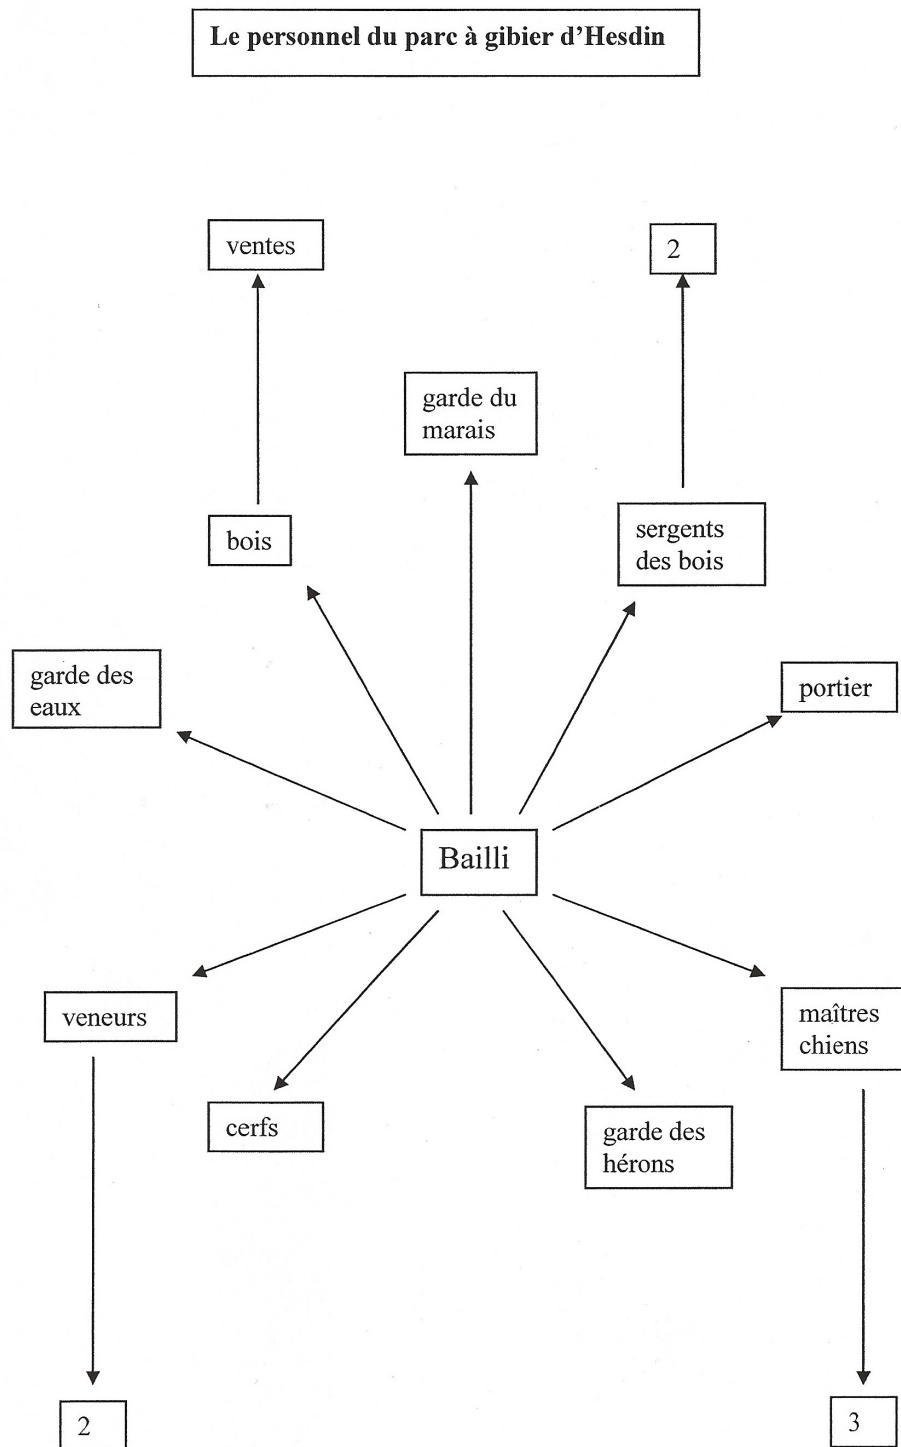 Le personnel du parc à gibier d’Hesdin
ventes
2
garde du
marais
bois
sergents
des bois
garde des
eaux
portier
Bailli
veneurs
maîtres
chiens
cerfs
garde des
hérons
2
3